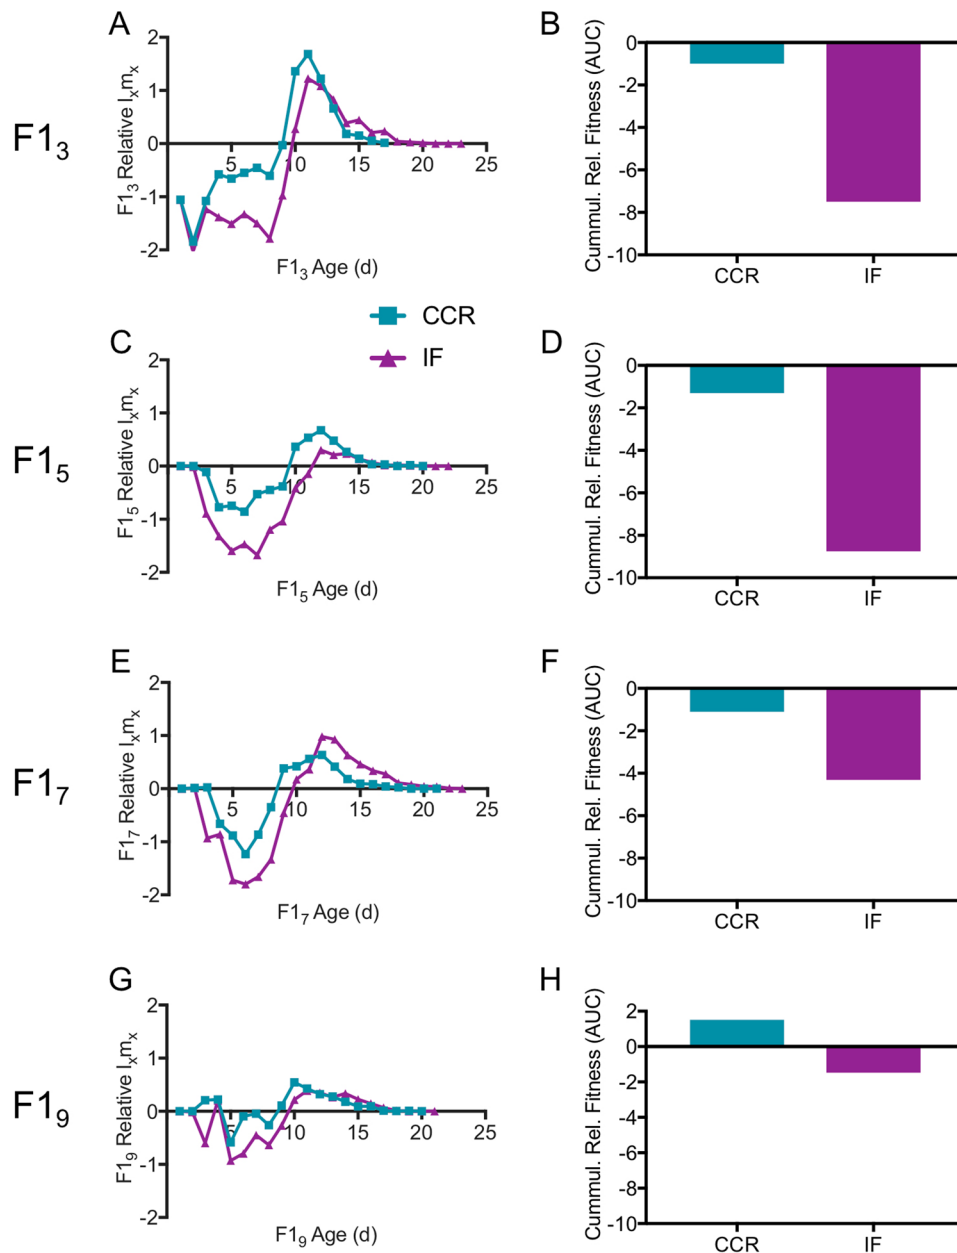 A
B
F1₃
F1₃ Relative lₓmₓ
2
1
0
-1
-2
5
10
15
20
25
F1₃ Age (d)
Cummul. Rel. Fitness (AUC)
0
-2
-4
-6
-8
-10
CCR
IF
CCR
IF
C
D
F1₅
F1₅ Relative lₓmₓ
2
1
0
-1
-2
5
10
15
20
25
F1₅ Age (d)
Cummul. Rel. Fitness (AUC)
0
-2
-4
-6
-8
-10
CCR
IF
E
F
F1₇
F1₇ Relative lₓmₓ
2
1
0
-1
-2
5
10
15
20
25
F1₇ Age (d)
Cummul. Rel. Fitness (AUC)
0
-2
-4
-6
-8
-10
CCR
IF
G
H
F1₉
F1₉ Relative lₓmₓ
2
1
0
-1
-2
5
10
15
20
25
F1₉ Age (d)
Cummul. Rel. Fitness (AUC)
2
0
-2
-4
-6
-8
-10
CCR
IF